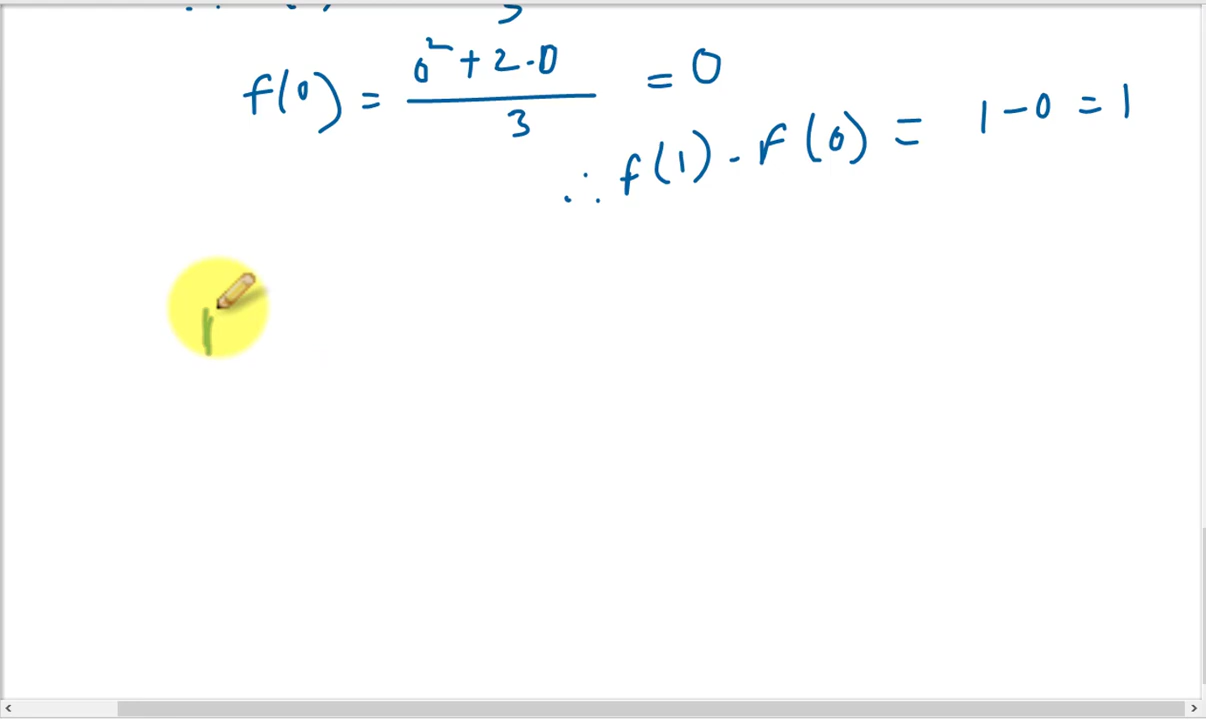 f(0) = 0² + 2·0 / 3 = 0
∴ f(1) - f(0) = 1 - 0 = 1